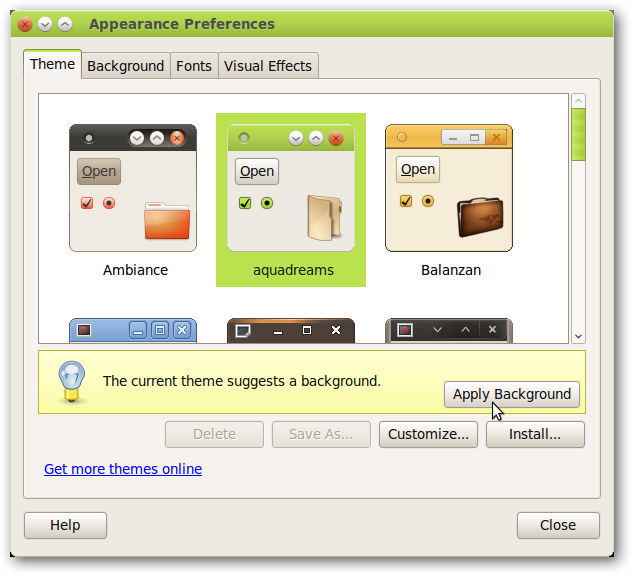 Appearance Preferences
Theme Background Fonts Visual Effects
Open Open Open
Ambiance aquadreams Balanzan
The current theme suggests a background.
Apply Background
Delete Save As... Customize... Install...
Get more themes online
Help Close